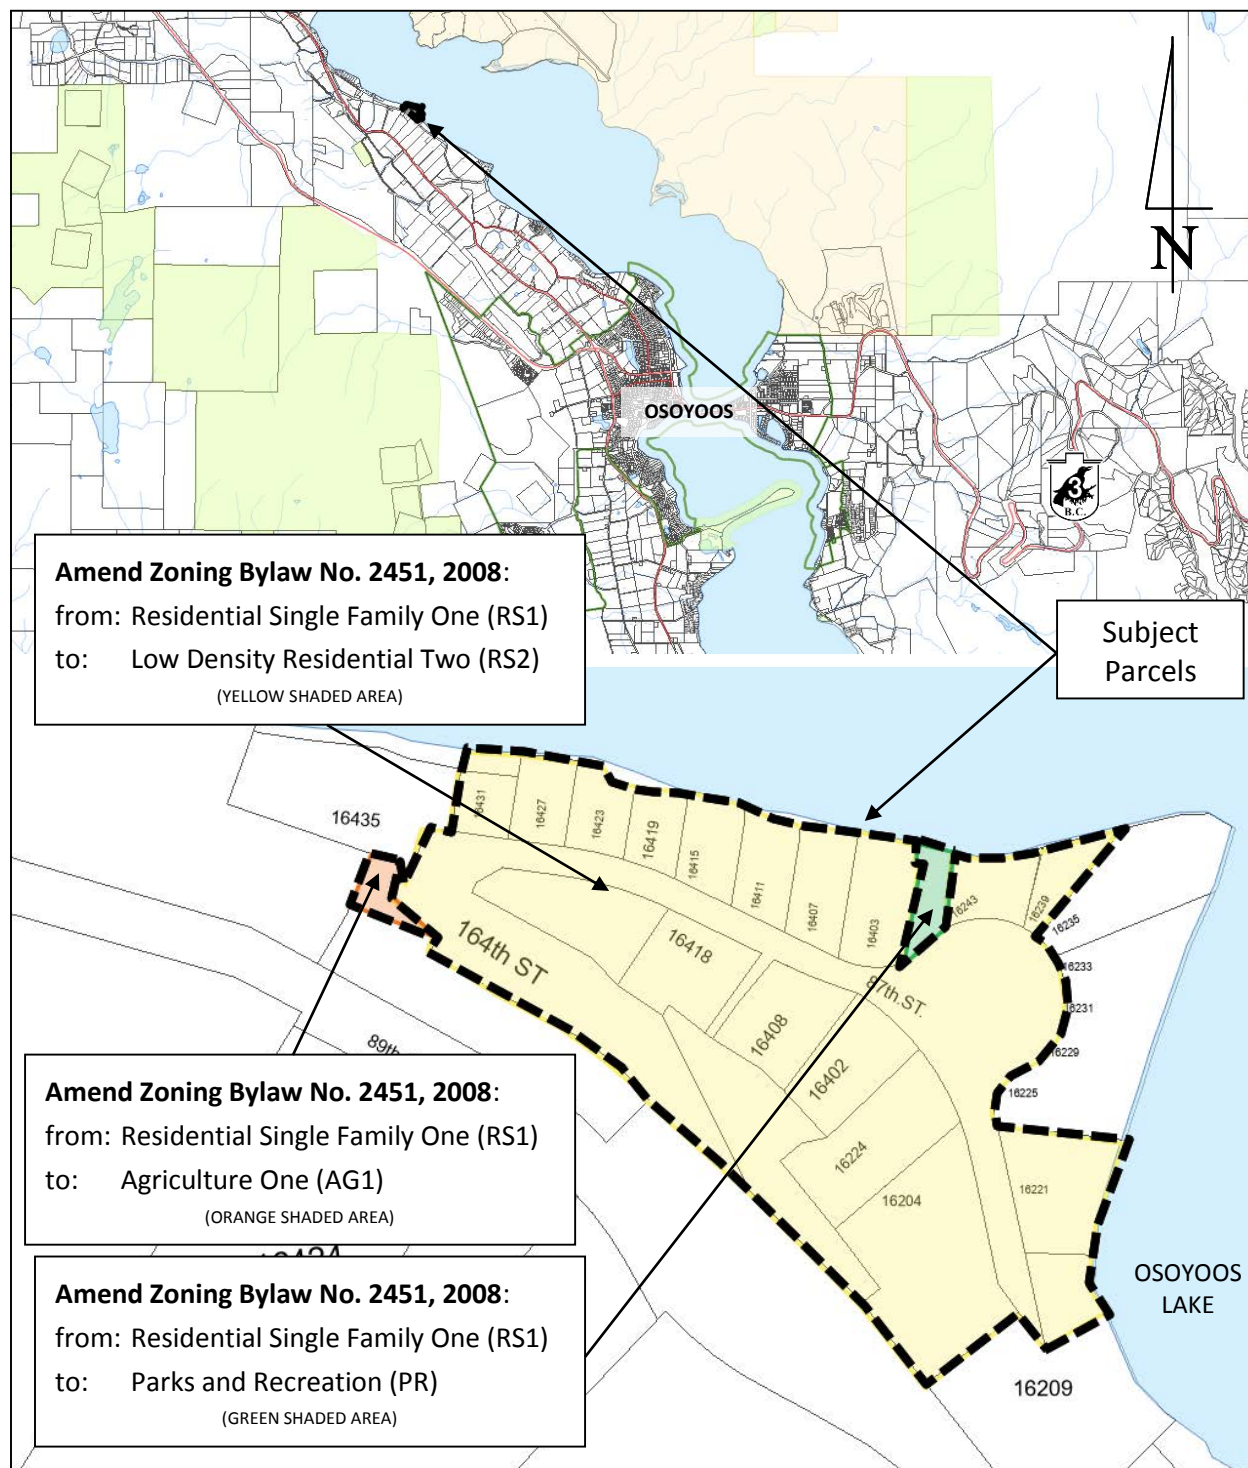 N
OSOYOOS
3
B.C.
Amend Zoning Bylaw No. 2451, 2008:
from: Residential Single Family One (RS1)
to: Low Density Residential Two (RS2)
(YELLOW SHADED AREA)
Subject
Parcels
16435
16431
16427
16423
16419
16415
16411
16407
16403
16243
16239
16235
16233
16231
16229
16225
164th ST
16418
16408
16402
16224
16204
16221
89th
OSOYOOS
LAKE
16209
Amend Zoning Bylaw No. 2451, 2008:
from: Residential Single Family One (RS1)
to: Agriculture One (AG1)
(ORANGE SHADED AREA)
Amend Zoning Bylaw No. 2451, 2008:
from: Residential Single Family One (RS1)
to: Parks and Recreation (PR)
(GREEN SHADED AREA)